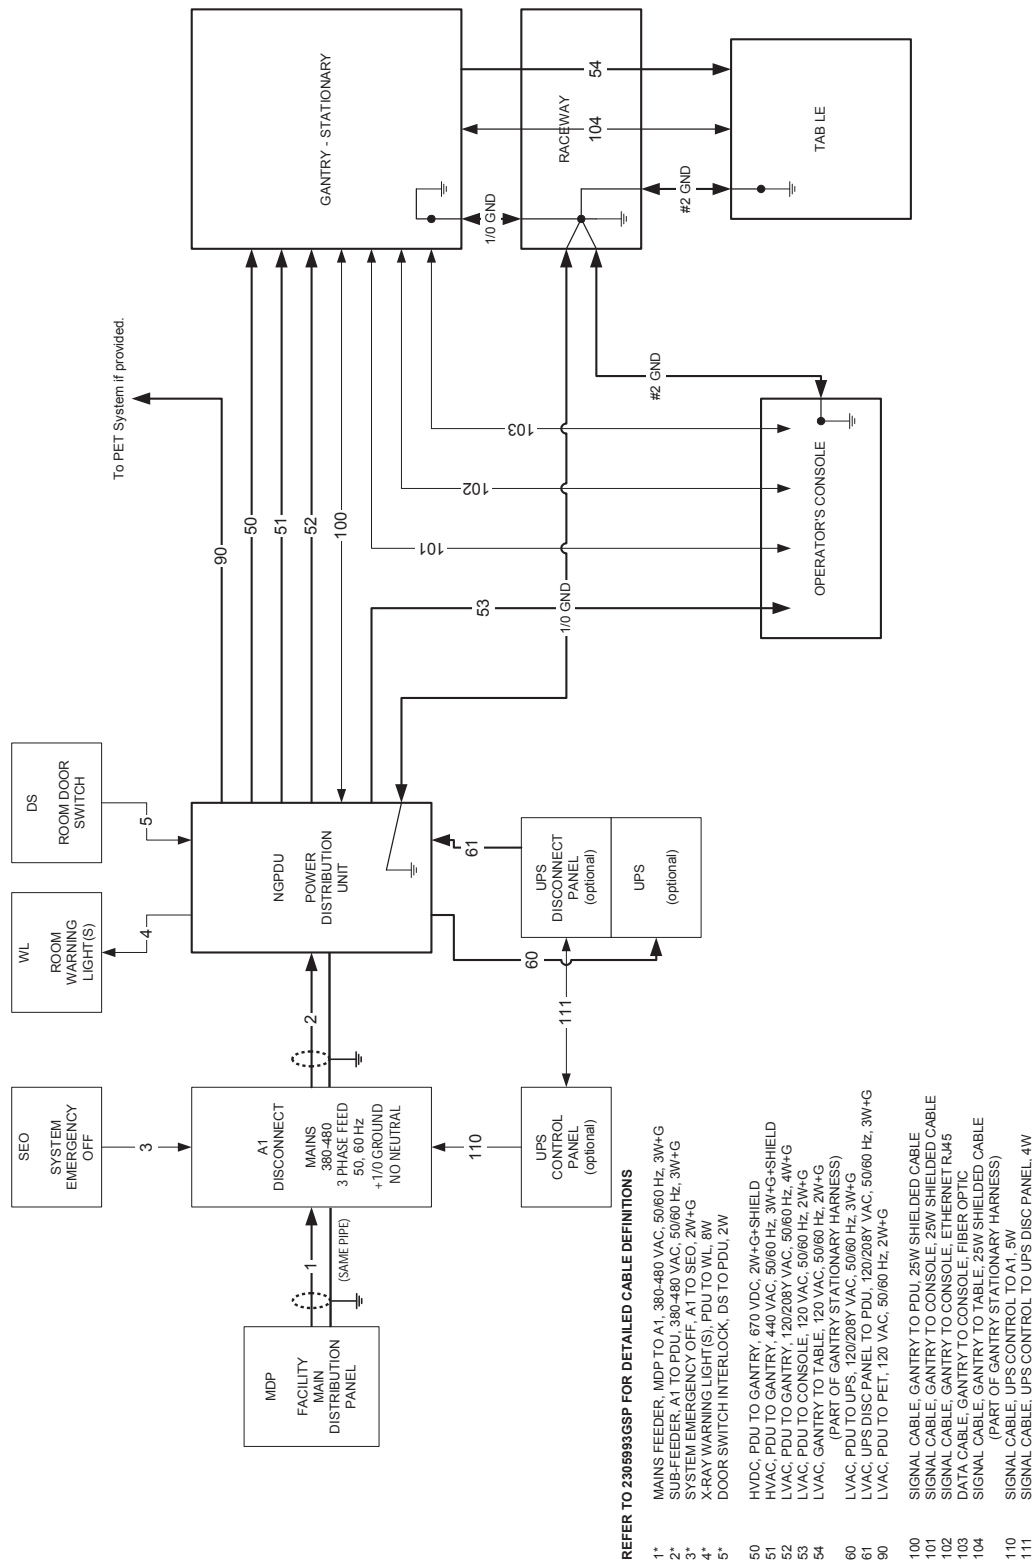 SEO
SYSTEM
EMERGENCY
OFF
WL
ROOM
WARNING
LIGHT(S)
DS
ROOM DOOR
SWITCH
To PET System if provided.
3
4
5
90
MDP
FACILITY
MAIN
DISTRIBUTION
PANEL
1
(SAME PIPE)
A1
DISCONNECT
MAINS
380-480
3 PHASE FEED
50, 60 Hz
+1/0 GROUND
NO NEUTRAL
2
NGPDU
POWER
DISTRIBUTION
UNIT
50
51
52
100
GANTRY - STATIONARY
110
UPS
CONTROL
PANEL
(optional)
111
60
61
UPS
DISCONNECT
PANEL
(optional)
UPS
(optional)
53
101
102
103
1/0 GND
1/0 GND
#2 GND
#2 GND
RACEWAY
104
54
OPERATOR'S CONSOLE
TAB LE
REFER TO 2305993GSP FOR DETAILED CABLE DEFINITIONS
1* MAINS FEEDER, MDP TO A1, 380-480 VAC, 50/60 Hz, 3W+G
2* SUB-FEEDER, A1 TO PDU, 380-480 VAC, 50/60 Hz, 3W+G
3* SYSTEM EMERGENCY OFF, A1 TO SEO, 2W+G
4* X-RAY WARNING LIGHT(S), PDU TO WL, 8W
5* DOOR SWITCH INTERLOCK, DS TO PDU, 2W
50 HVDC, PDU TO GANTRY, 670 VDC, 2W+G+SHIELD
51 HVAC, PDU TO GANTRY, 440 VAC, 50/60 Hz, 3W+G+SHIELD
52 LVAC, PDU TO GANTRY, 120/208Y VAC, 50/60 Hz, 4W+G
53 LVAC, PDU TO CONSOLE, 120 VAC, 50/60 Hz, 2W+G
54 LVAC, GANTRY TO TABLE, 120 VAC, 50/60 Hz, 2W+G
(PART OF GANTRY STATIONARY HARNESS)
60 LVAC, PDU TO UPS, 120/208Y VAC, 50/60 Hz, 3W+G
61 LVAC, UPS DISC PANEL TO PDU, 120/208Y VAC, 50/60 Hz, 3W+G
90 LVAC, PDU TO PET, 120 VAC, 50/60 Hz, 2W+G
100 SIGNAL CABLE, GANTRY TO PDU, 25W SHIELDED CABLE
101 SIGNAL CABLE, GANTRY TO CONSOLE, 25W SHIELDED CABLE
102 SIGNAL CABLE, GANTRY TO CONSOLE, ETHERNET RJ45
103 DATA CABLE, GANTRY TO CONSOLE, FIBER OPTIC
104 SIGNAL CABLE, GANTRY TO TABLE, 25W SHIELDED CABLE
(PART OF GANTRY STATIONARY HARNESS)
110 SIGNAL CABLE, UPS CONTROL TO A1, 5W
111 SIGNAL CABLE, UPS CONTROL TO UPS DISC PANEL, 4W